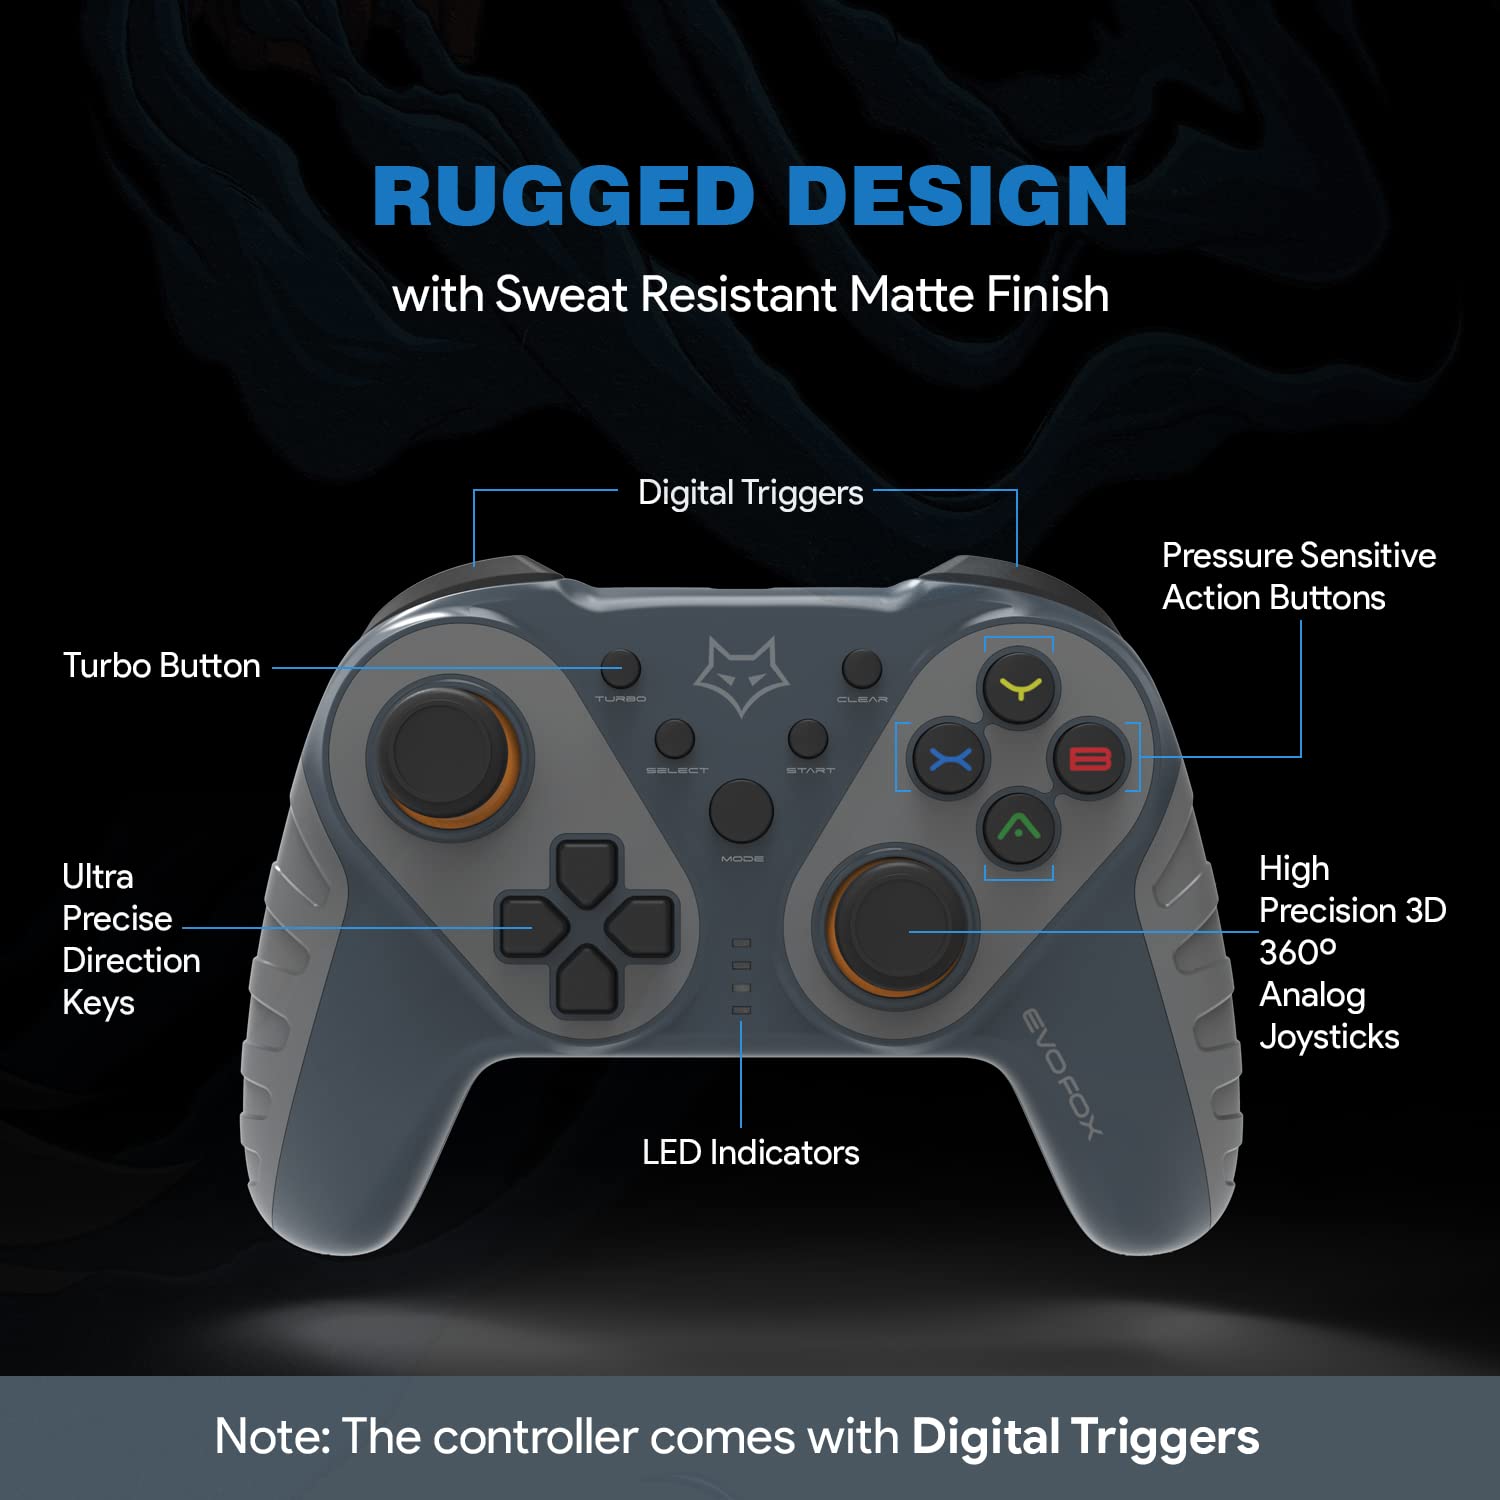 RUGGED DESIGN
with Sweat Resistant Matte Finish
Digital Triggers
Pressure Sensitive
Action Buttons
Turbo Button
TURBO
CLEAR
SELECT
START
MODE
Y
X
B
A
Ultra
Precise
Direction
Keys
High
Precision 3D
360º
Analog
Joysticks
EVOFOX
LED Indicators
Note: The controller comes with Digital Triggers